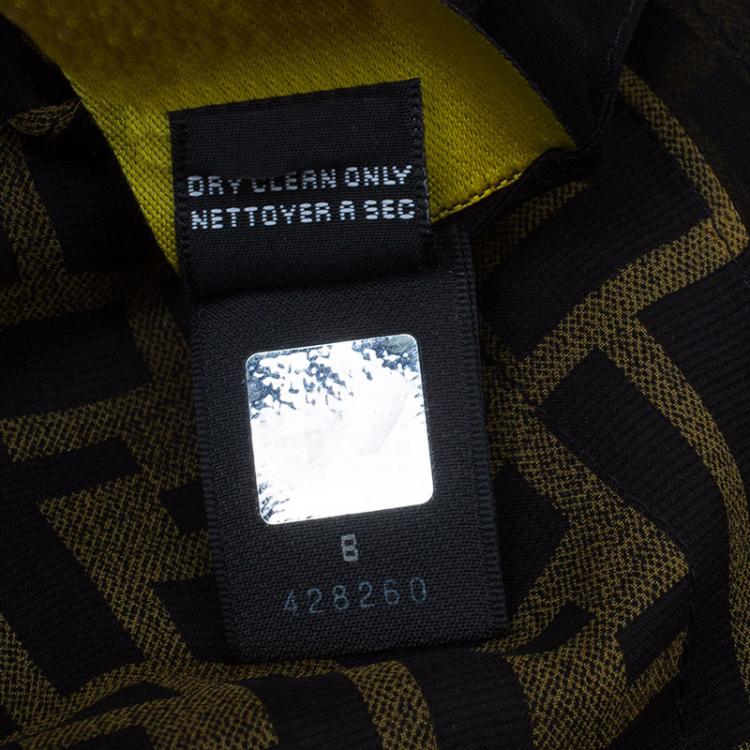 DRY CLEAN ONLY
NETTOYER A SEC
8
428260